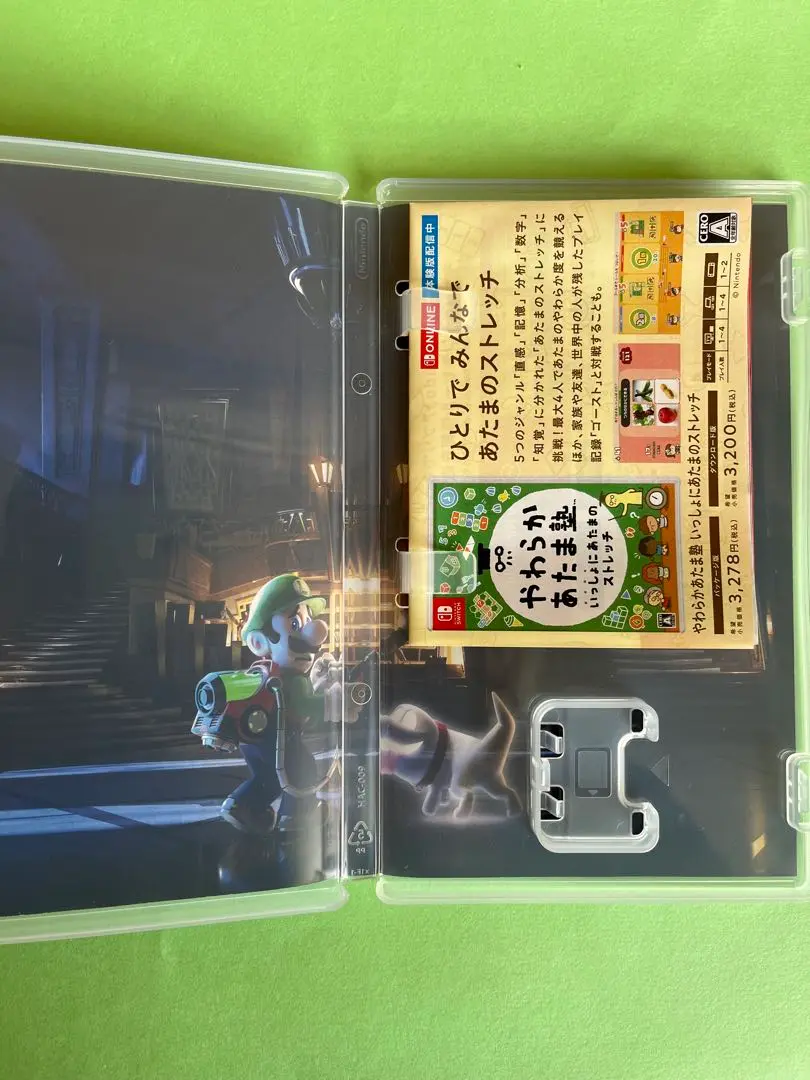 Nintendo
HAC-009
PP
ONLINE
体験版配信中
ひとりで みんなで
あたまのストレッチ
5つのジャンル「直感」「記憶」「分析」「数字」
「知覚」に分かれた「あたまのストレッチ」に
挑戦！最大4人であたまのやわらか度を競える
ほか、家族や友達、世界中の人が残したプレイ
記録「ゴースト」と対戦することも。
やわらか
あたま塾
いっしょにあたまの
ストレッチ
SWITCH
A
やわらかあたま塾 いっしょにあたまのストレッチ
パッケージ版
希望
小売価格
3,278円(税込)
ダウンロード版
希望
小売価格
3,200円(税込)
プレイモード
プレイ人数
1~4
1~4
1~2
CERO
A
© Nintendo